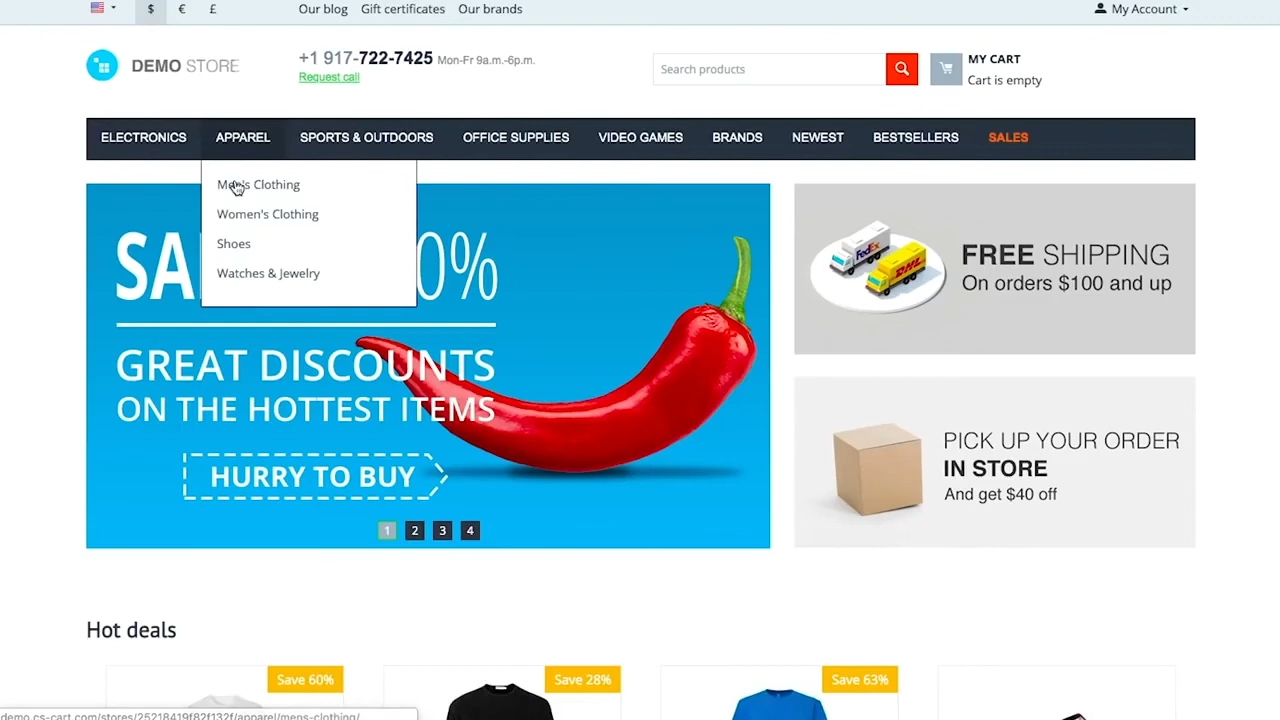 $ € £ Our blog Gift certificates Our brands My Account
DEMO STORE
+1 917-722-7425 Mon-Fr 9a.m.-6p.m.
Request call
Search products
MY CART
Cart is empty
ELECTRONICS APPAREL SPORTS & OUTDOORS OFFICE SUPPLIES VIDEO GAMES BRANDS NEWEST BESTSELLERS SALES
Men's Clothing
Women's Clothing
Shoes
Watches & Jewelry
SA 0%
GREAT DISCOUNTS
ON THE HOTTEST ITEMS
HURRY TO BUY
1 2 3 4
FedEx
DHL
FREE SHIPPING
On orders $100 and up
PICK UP YOUR ORDER
IN STORE
And get $40 off
Hot deals
Save 60% Save 28% Save 63%
demo.cs-cart.com/stores/25218419f82f132f/apparel/mens-clothing/